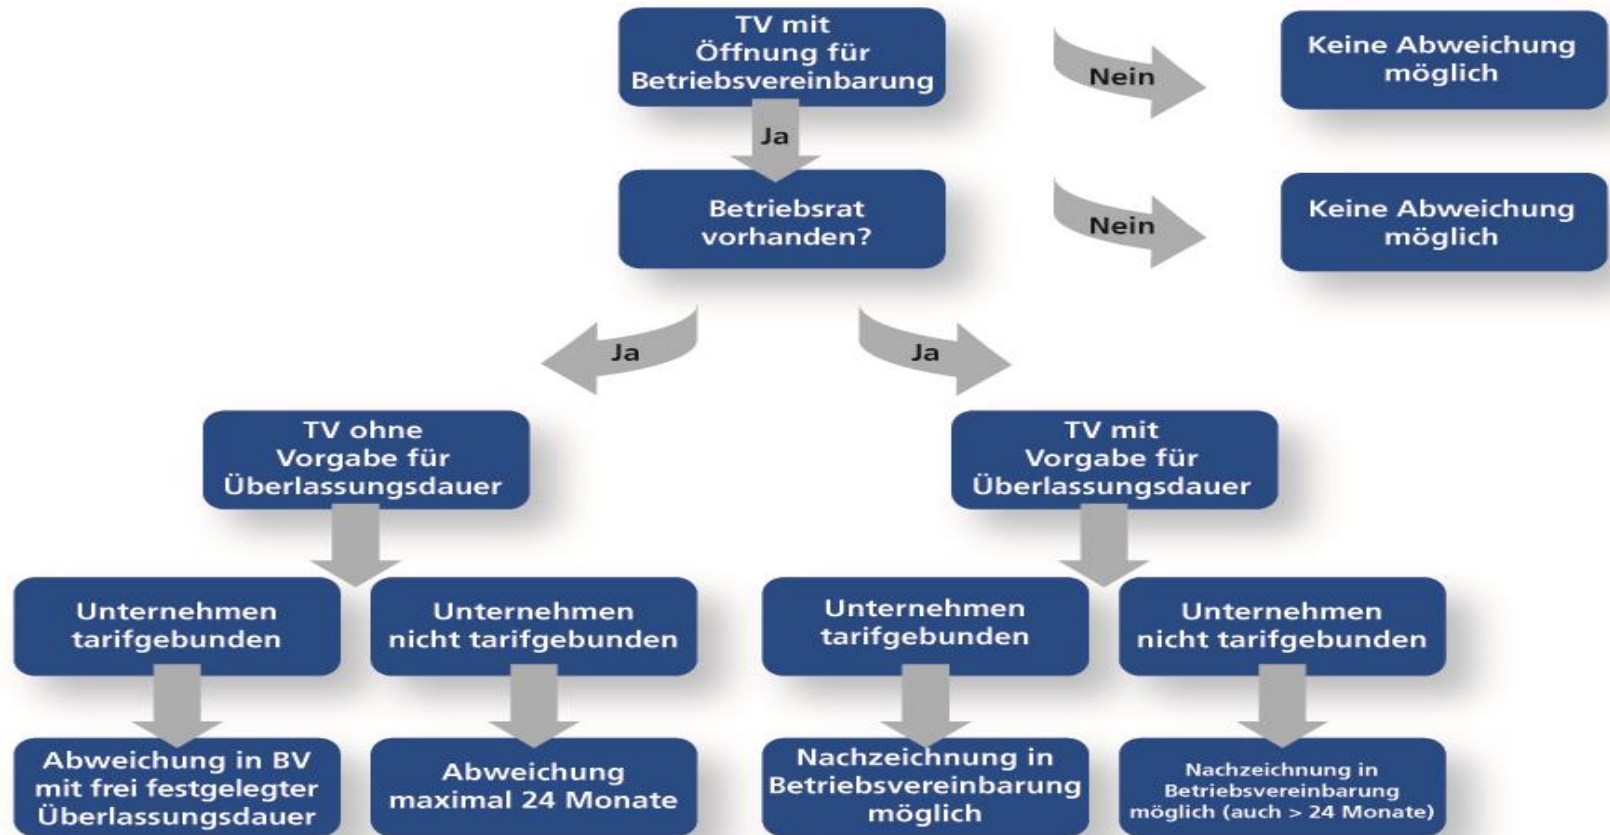 TV mit
Öffnung für
Betriebsvereinbarung
Nein
Keine Abweichung
möglich
Ja
Betriebsrat
vorhanden?
Nein
Keine Abweichung
möglich
Ja
Ja
TV ohne
Vorgabe für
Überlassungsdauer
TV mit
Vorgabe für
Überlassungsdauer
Unternehmen
tarifgebunden
Unternehmen
nicht tarifgebunden
Unternehmen
tarifgebunden
Unternehmen
nicht tarifgebunden
Abweichung in BV
mit frei festgelegter
Überlassungsdauer
Abweichung
maximal 24 Monate
Nachzeichnung in
Betriebsvereinbarung
möglich
Nachzeichnung in
Betriebsvereinbarung
möglich (auch > 24 Monate)